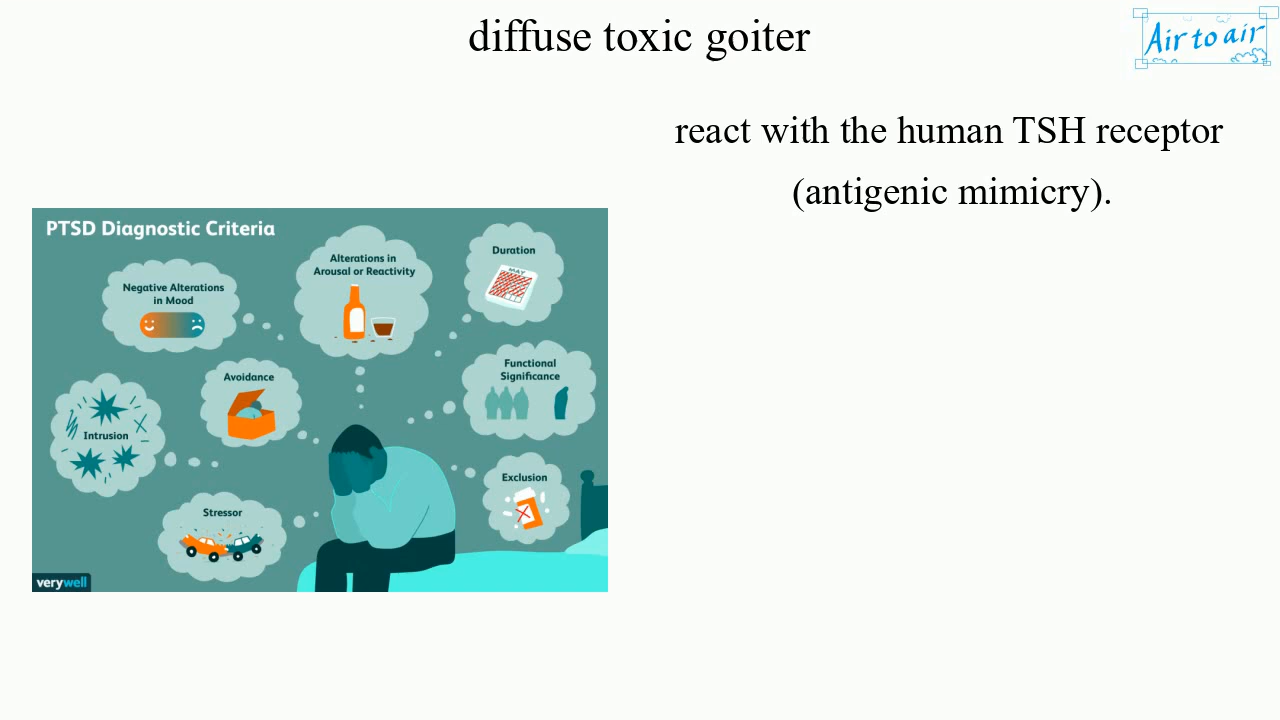 diffuse toxic goiter
Air to air
react with the human TSH receptor
(antigenic mimicry).
PTSD Diagnostic Criteria
Negative Alterations
in Mood
Alterations in
Arousal or Reactivity
Duration
MAY
Avoidance
Functional
Significance
Intrusion
Exclusion
Stressor
verywell